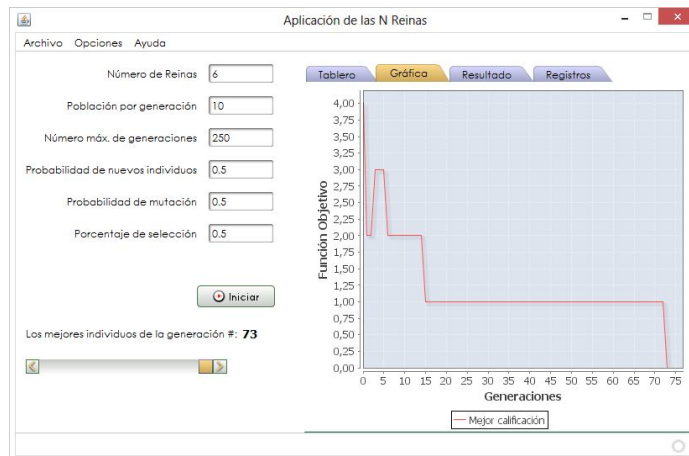 Aplicación de las N Reinas
Archivo Opciones Ayuda
Número de Reinas 6
Población por generación 10
Número máx. de generaciones 250
Probabilidad de nuevos individuos 0.5
Probabilidad de mutación 0.5
Porcentaje de selección 0.5
Iniciar
Los mejores individuos de la generación #: 73
Tablero Gráfica Resultado Registros
Función Objetivo
4,00
3,75
3,50
3,25
3,00
2,75
2,50
2,25
2,00
1,75
1,50
1,25
1,00
0,75
0,50
0,25
0,00
0 5 10 15 20 25 30 35 40 45 50 55 60 65 70 75
Generaciones
Mejor calificación